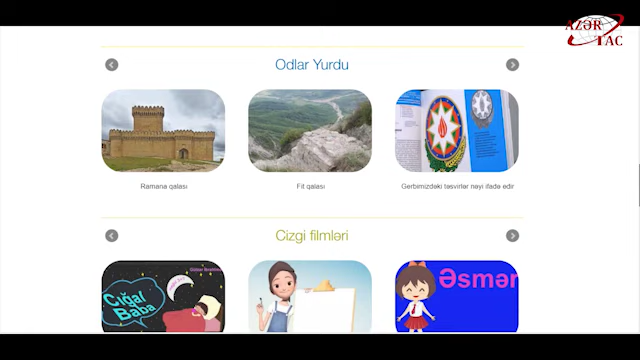 AZƏR
TAC
Odlar Yurdu
Ramana qalası
Fit qalası
Gerbimizdəki təsvirlər nəyi ifadə edir
Cizgi filmləri
Cığal
Baba
Əsmər